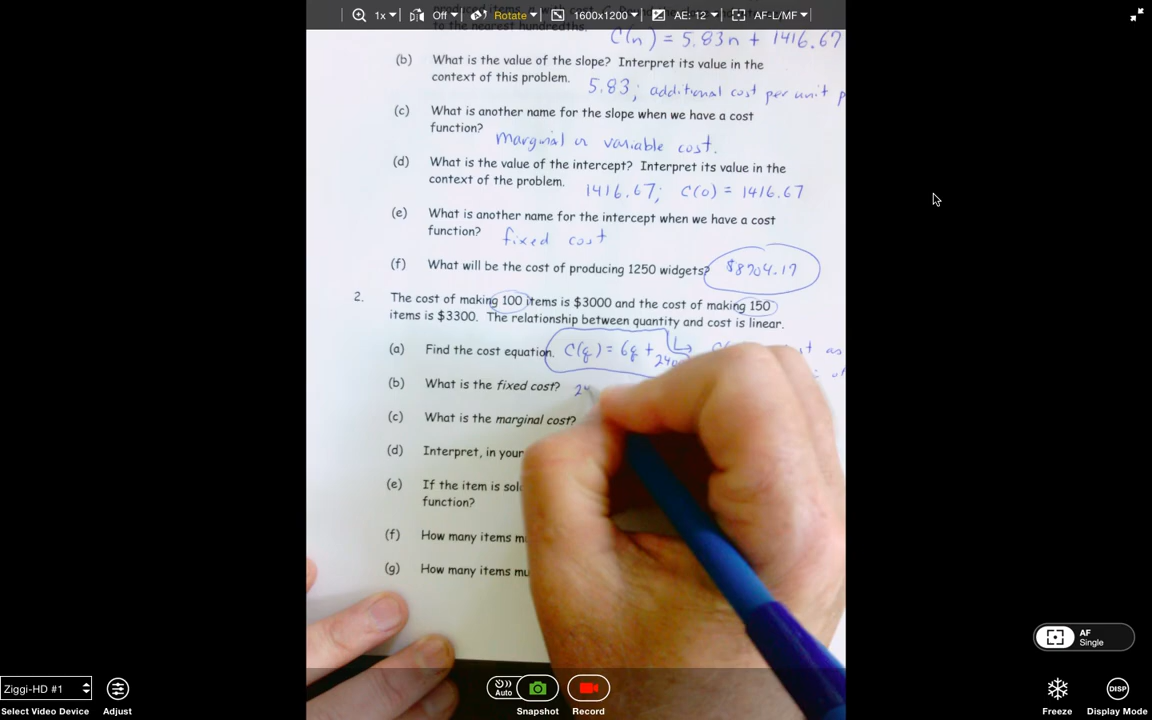 1x Off Rotate 1600x1200 AE: 12 AF-L/MF
to the nearest hundredths.
C(n) = 5.83n + 1416.67
(b) What is the value of the slope? Interpret its value in the
context of this problem.
5.83; additional cost per unit p
(c) What is another name for the slope when we have a cost
function?
marginal or variable cost.
(d) What is the value of the intercept? Interpret its value in the
context of the problem.
1416.67; C(0) = 1416.67
(e) What is another name for the intercept when we have a cost
function?
fixed cost
(f) What will be the cost of producing 1250 widgets? $8704.17
2. The cost of making 100 items is $3000 and the cost of making 150
items is $3300. The relationship between quantity and cost is linear.
(a) Find the cost equation. C(q) = 6q +
(b) What is the fixed cost?
(c) What is the marginal cost?
(d) Interpret, in your
(e) If the item is sol
function?
(f) How many items m
(g) How many items mu
AF
Single
Ziggi-HD #1
Select Video Device
Adjust
Auto
Snapshot
Record
Freeze
DISP
Display Mode